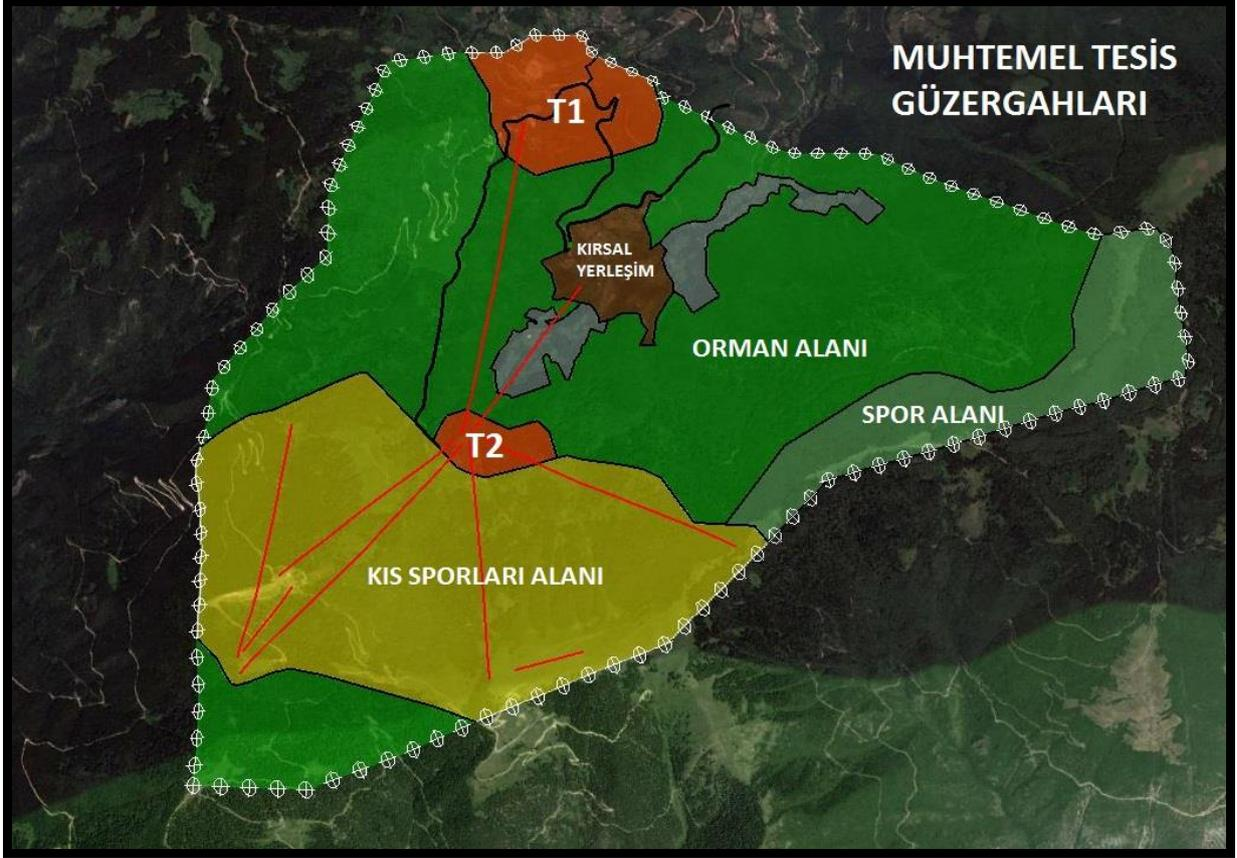 MUHTEMEL TESİS
GÜZERGAHLARI
T1
KIRSAL
YERLEŞİM
ORMAN ALANI
SPOR ALANI
T2
KIS SPORLARI ALANI